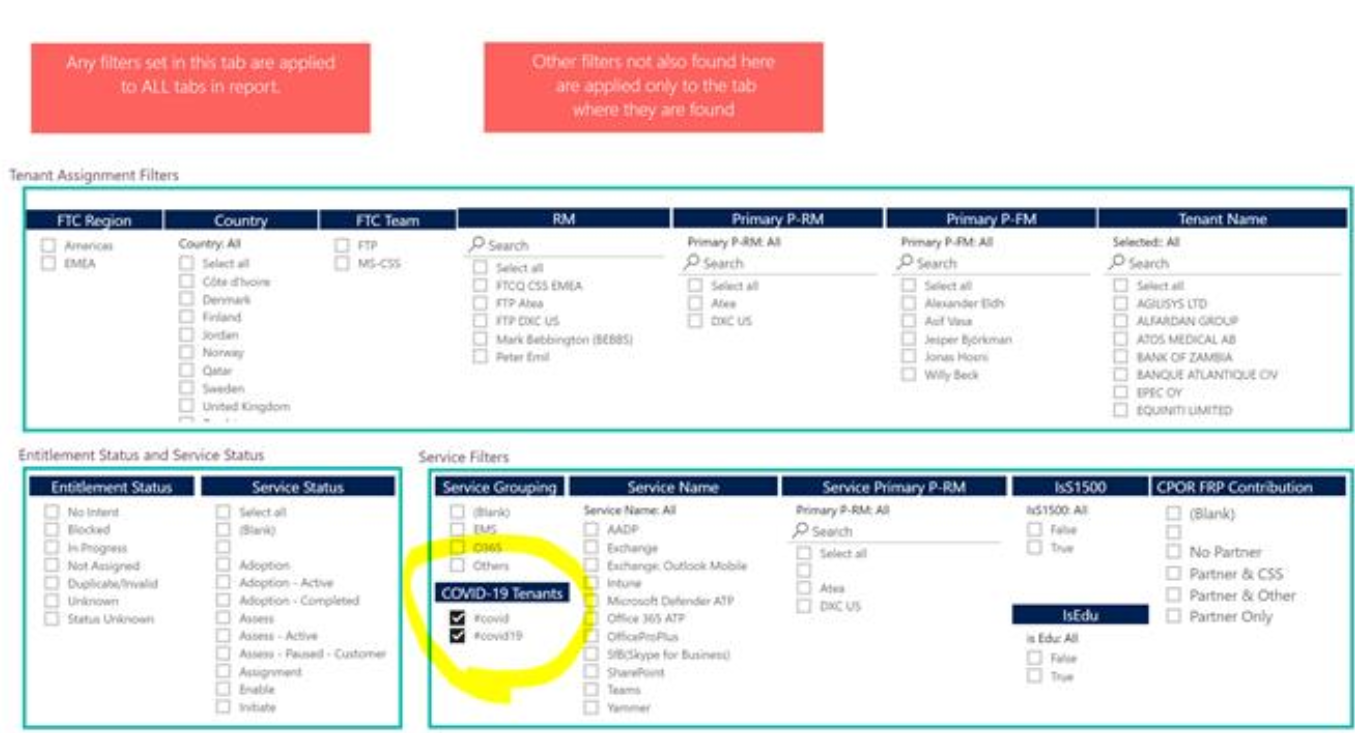 Any filters set in this tab are applied
to ALL tabs in report.
Other filters not also found here
are applied only to the tab
where they are found
Tenant Assignment Filters
FTC Region
Americas
EMEA
Country
Country: All
Select all
Côte d'Ivoire
Denmark
Finland
Jordan
Norway
Qatar
Sweden
United Kingdom
FTC Team
FTP
MS-CSS
RM
Search
Select all
FTCQ CSS EMEA
FTP Atea
FTP DXC US
Mark Bebbington (BEBBS)
Peter Emil
Primary P-RM
Primary P-RM: All
Search
Select all
Atea
DXC US
Primary P-FM
Primary P-FM: All
Search
Select all
Alexander Eldh
Asif Vasa
Jesper Björkman
Jonas Hosni
Willy Beck
Tenant Name
Selected:: All
Search
Select all
AGILISYS LTD
ALFARDAN GROUP
ATOS MEDICAL AB
BANK OF ZAMBIA
BANQUE ATLANTIQUE CIV
EPEC OY
EQUINITI LIMITED
Entitlement Status and Service Status
Entitlement Status
No Intent
Blocked
In Progress
Not Assigned
Duplicate/Invalid
Unknown
Status Unknown
Service Status
Select all
(Blank)
Adoption
Adoption - Active
Adoption - Completed
Assess
Assess - Active
Assess - Paused - Customer
Assignment
Enable
Initiate
Service Filters
Service Grouping
(Blank)
EMS
O365
Others
COVID-19 Tenants
#covid
#covid19
Service Name
Service Name: All
AADP
Exchange
Exchange: Outlook Mobile
Intune
Microsoft Defender ATP
Office 365 ATP
OfficeProPlus
SfB(Skype for Business)
SharePoint
Teams
Yammer
Service Primary P-RM
Primary P-RM: All
Search
Select all
Atea
DXC US
IsS1500
IsS1500: All
False
True
IsEdu
is Edu: All
False
True
CPOR FRP Contribution
(Blank)
No Partner
Partner & CSS
Partner & Other
Partner Only